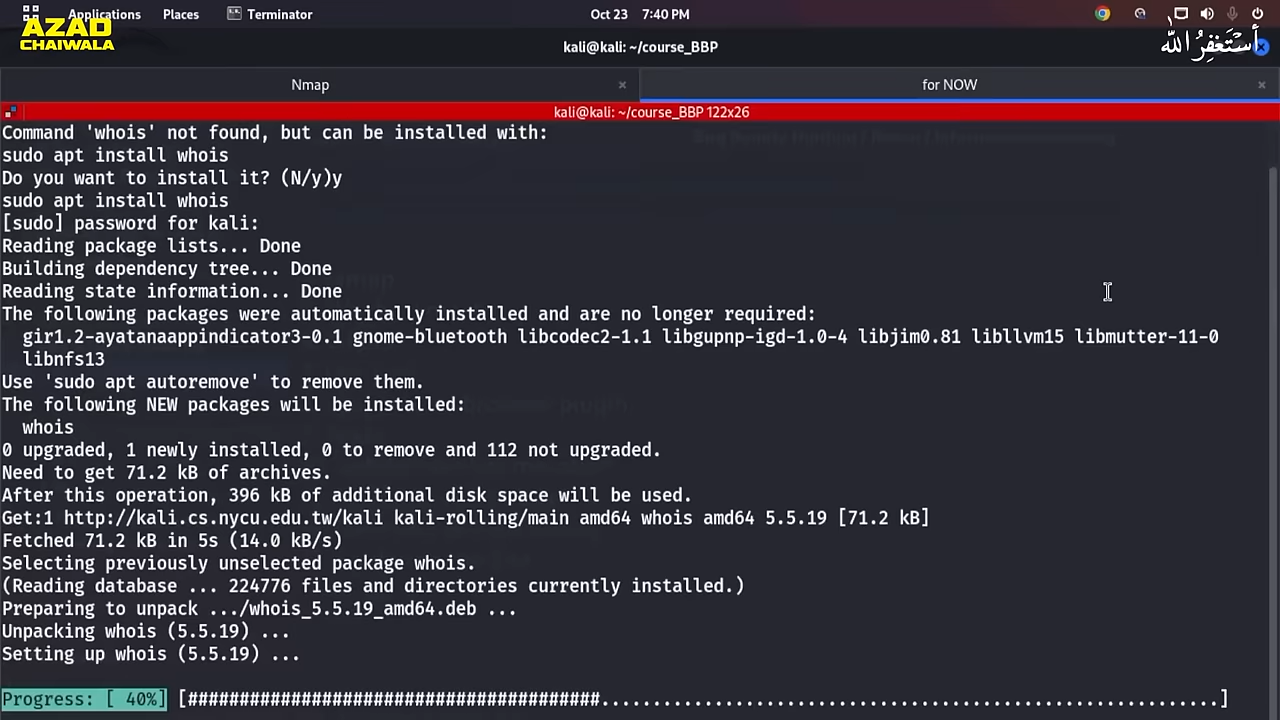 Applications Places Terminator Oct 23 7:40 PM
AZAD
CHAIWALA
أستغفر الله
kali@kali: ~/course_BBP
Nmap × for NOW ×
kali@kali: ~/course_BBP 122x26
Command 'whois' not found, but can be installed with:
sudo apt install whois
Do you want to install it? (N/y)y
sudo apt install whois
[sudo] password for kali:
Reading package lists... Done
Building dependency tree... Done
Reading state information... Done
The following packages were automatically installed and are no longer required:
  gir1.2-ayatanaappindicator3-0.1 gnome-bluetooth libcodec2-1.1 libgupnp-igd-1.0-4 libjim0.81 libllvm15 libmutter-11-0
  libnfs13
Use 'sudo apt autoremove' to remove them.
The following NEW packages will be installed:
  whois
0 upgraded, 1 newly installed, 0 to remove and 112 not upgraded.
Need to get 71.2 kB of archives.
After this operation, 396 kB of additional disk space will be used.
Get:1 http://kali.cs.nycu.edu.tw/kali kali-rolling/main amd64 whois amd64 5.5.19 [71.2 kB]
Fetched 71.2 kB in 5s (14.0 kB/s)
Selecting previously unselected package whois.
(Reading database ... 224776 files and directories currently installed.)
Preparing to unpack .../whois_5.5.19_amd64.deb ...
Unpacking whois (5.5.19) ...
Setting up whois (5.5.19) ...
Progress: [ 40%] [########################################............................................................]